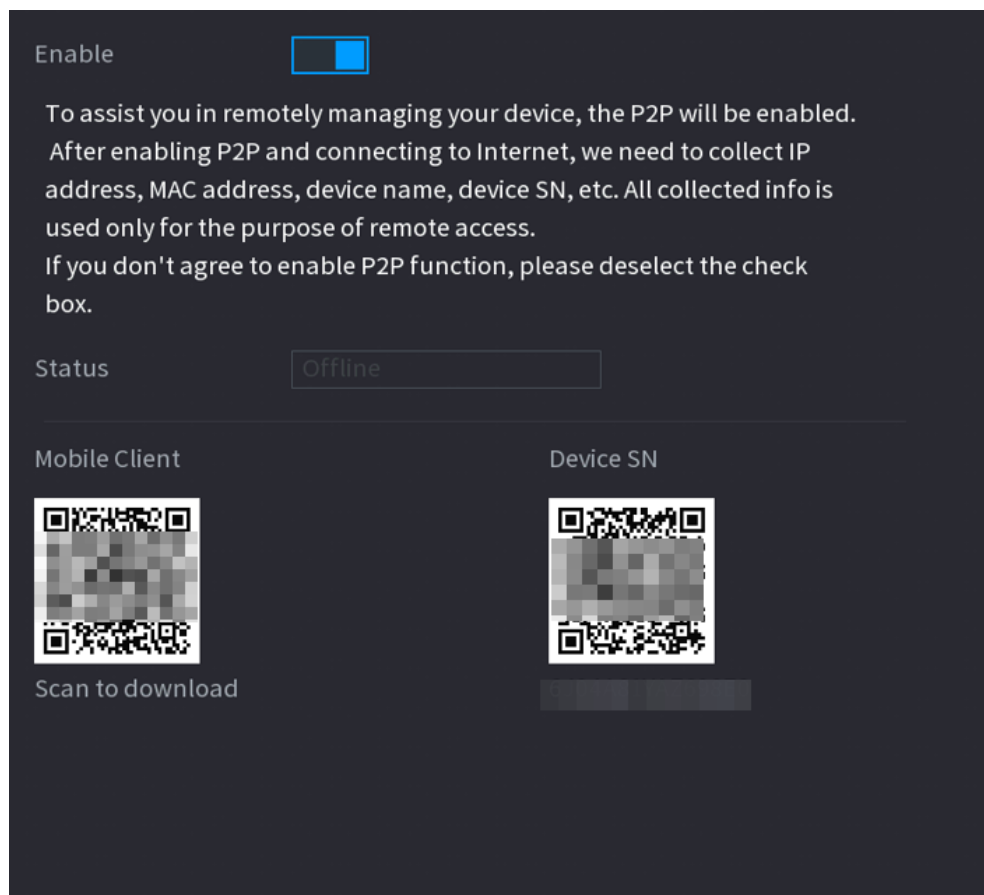 Enable
To assist you in remotely managing your device, the P2P will be enabled.
After enabling P2P and connecting to Internet, we need to collect IP
address, MAC address, device name, device SN, etc. All collected info is
used only for the purpose of remote access.
If you don't agree to enable P2P function, please deselect the check
box.
Status Offline
Mobile Client Device SN
Scan to download